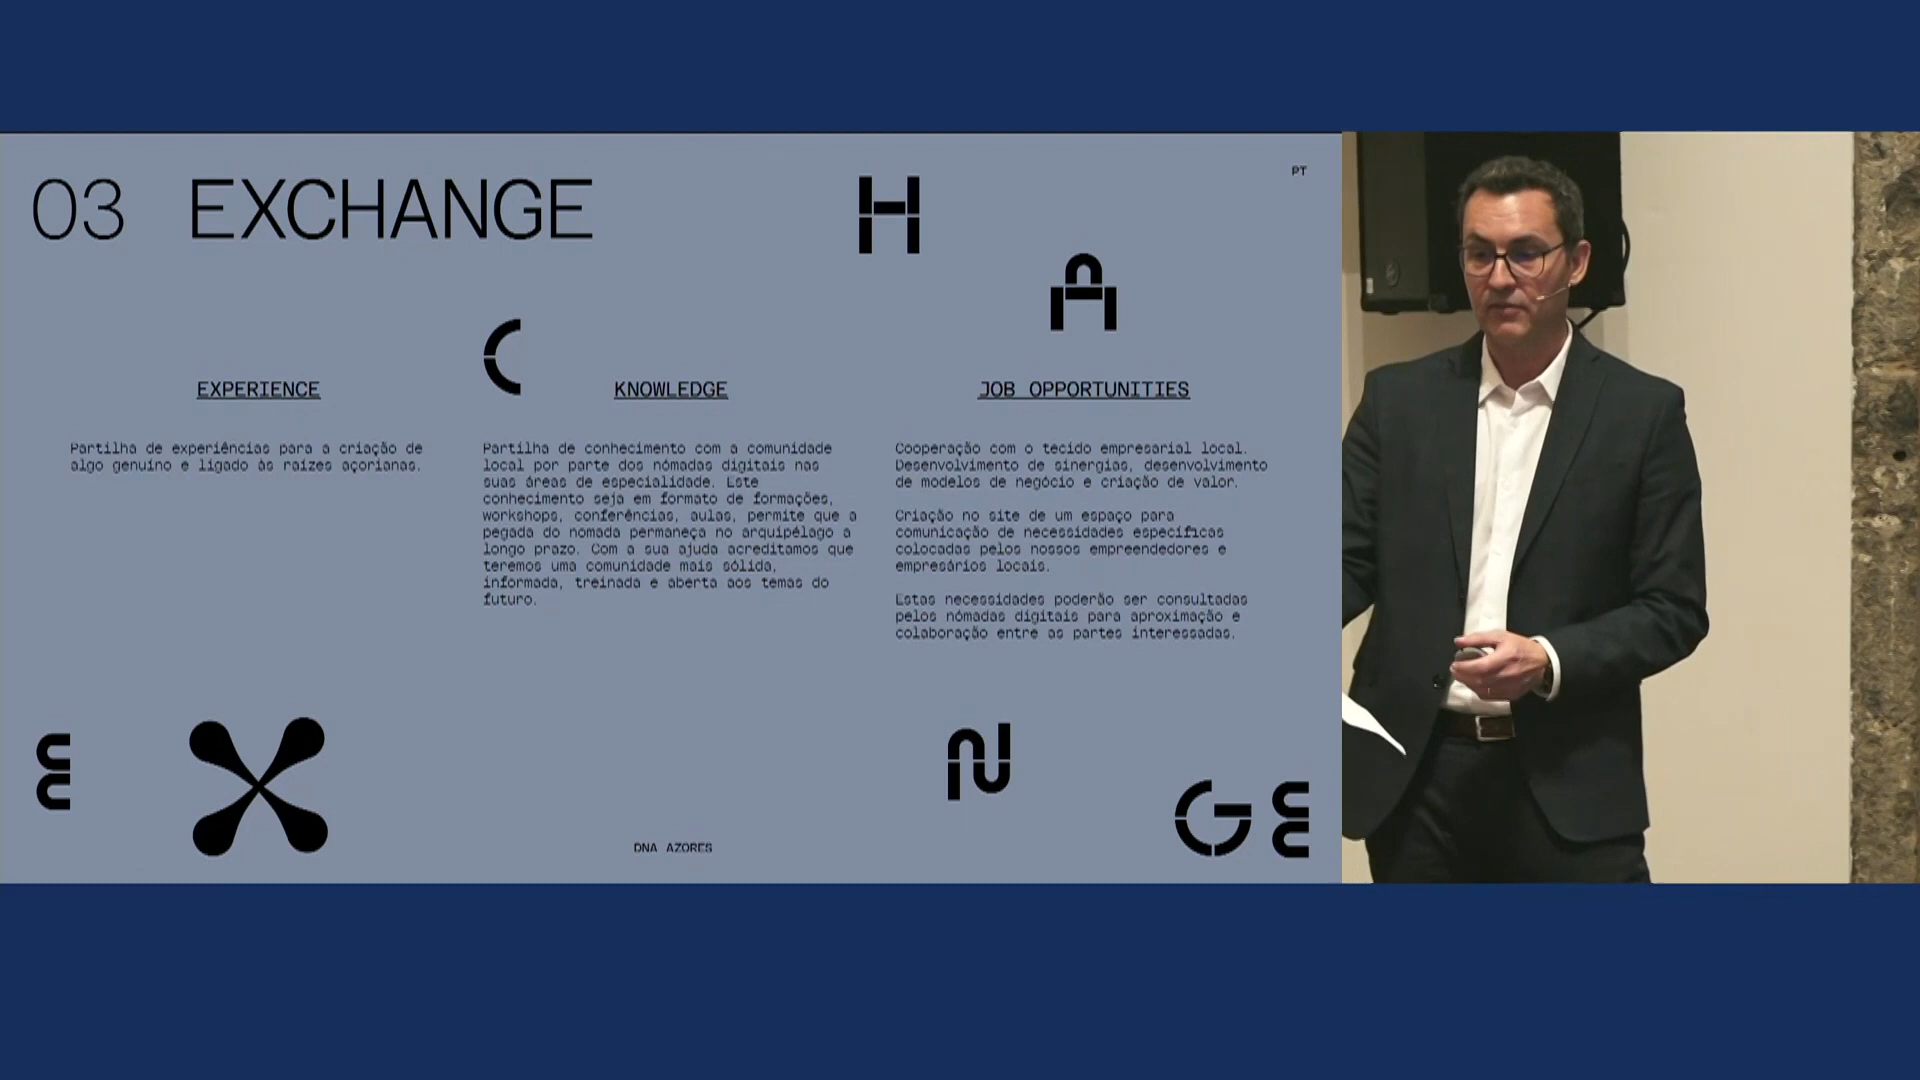 03 EXCHANGE
PT
H
A
C
EXPERIENCE
Partilha de experiências para a criação de
algo genuíno e ligado às raízes açorianas.
KNOWLEDGE
Partilha de conhecimento com a comunidade
local por parte dos nómadas digitais nas
suas áreas de especialidade. Este
conhecimento seja em formato de formações,
workshops, conferências, aulas, permite que a
pegada do nomada permaneça no arquipélago a
longo prazo. Com a sua ajuda acreditamos que
teremos uma comunidade mais sólida,
informada, treinada e aberta aos temas do
futuro.
JOB OPPORTUNITIES
Cooperação com o tecido empresarial local.
Desenvolvimento de sinergias, desenvolvimento
de modelos de negócio e criação de valor.
Criação no site de um espaço para
comunicação de necessidades específicas
colocadas pelos nossos empreendedores e
empresários locais.
Estas necessidades poderão ser consultadas
pelos nómadas digitais para aproximação e
colaboração entre as partes interessadas.
E X
N
G E
DNA AZORES